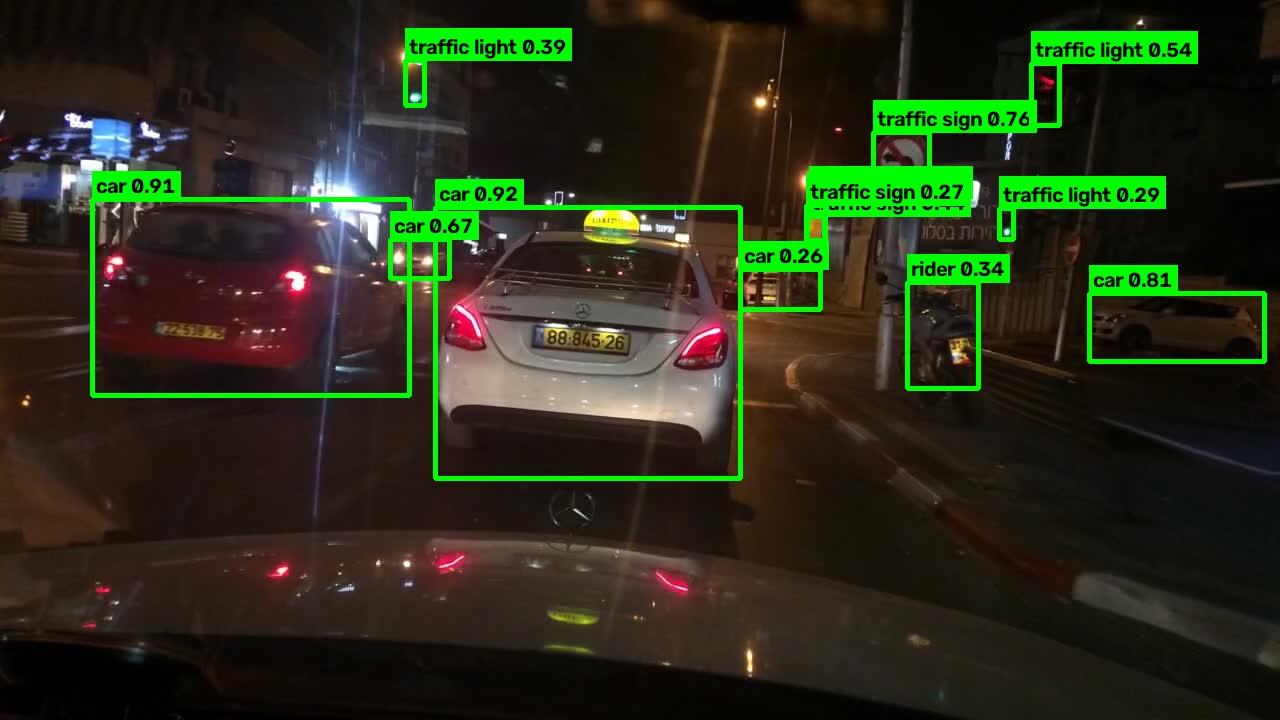 traffic light 0.39
traffic light 0.54
traffic sign 0.76
city
car 0.91
car 0.92
traffic sign 0.27
traffic light 0.29
TAXI
car 0.67
car 0.26
rider 0.34
car 0.81
22-538-75
88-845-26